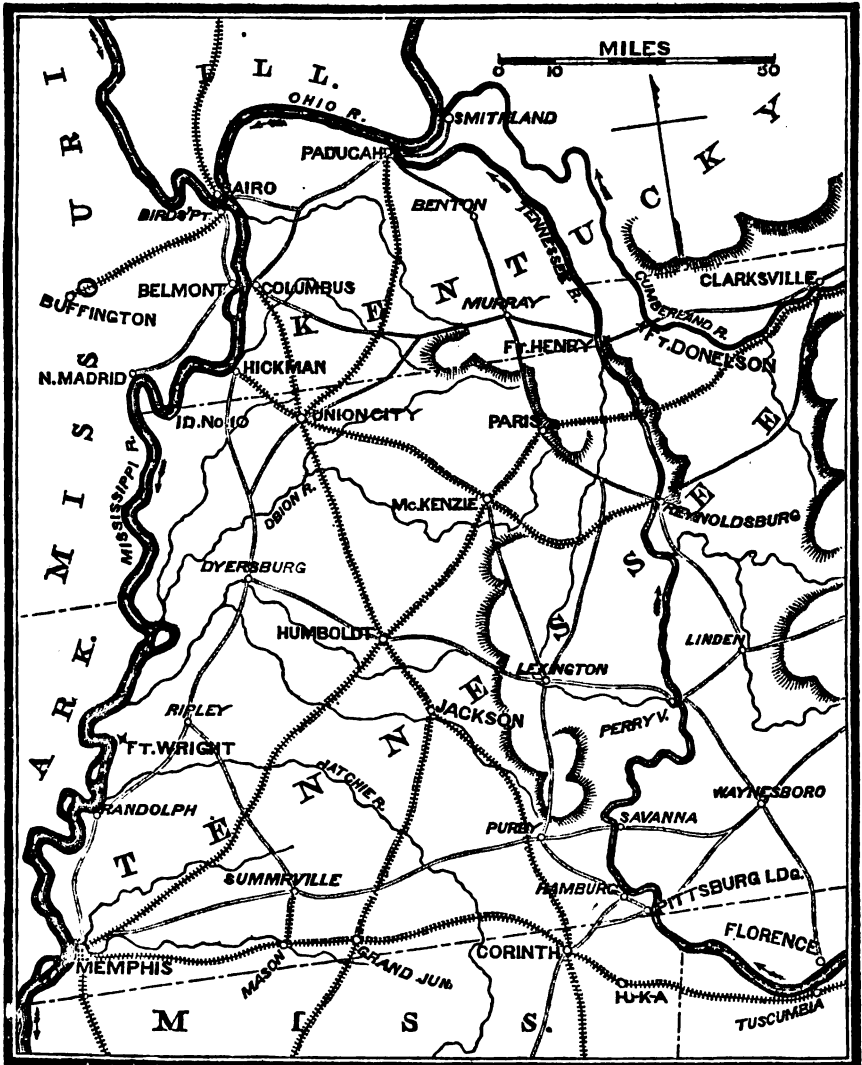 MILES
0 50
ILL.
OHIO R.
SMITHLAND
PADUCAH
KENTUCKY
MISSOURI
CAIRO
BIRDS' PT.
BENTON
TENNESSEE R.
BUFFINGTON
BELMONT
COLUMBUS
MURRAY
CUMBERLAND R.
CLARKSVILLE
FT. HENRY
FT. DONELSON
N. MADRID
HICKMAN
ID. No. 10
UNION CITY
PARIS
MISSISSIPPI R.
OBION R.
McKENZIE
REYNOLDSBURG
DYERSBURG
HUMBOLDT
LEXINGTON
LINDEN
ARK.
RIPLEY
JACKSON
PERRY V.
FT. WRIGHT
HATCHIE R.
RANDOLPH
TENNESSEE
PURDY
SAVANNA
WAYNESBORO
SUMMRVILLE
HAMBURG
PITTSBURG LDG.
MEMPHIS
MASON
GRAND JUN.
CORINTH
FLORENCE
I-U-K-A
TUSCUMBIA
MISS.